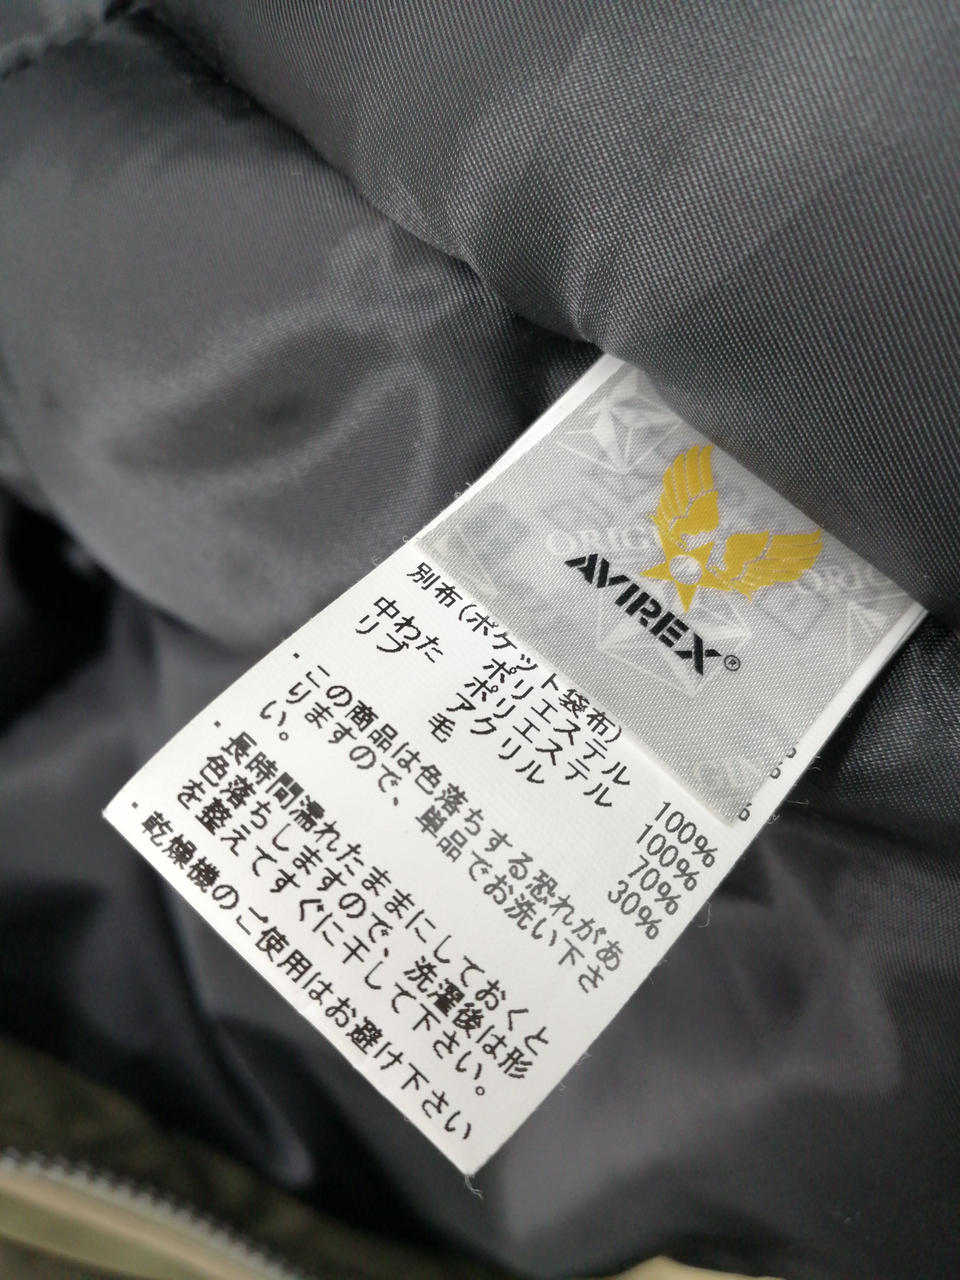 ORIGI
AVIREX®
別布(ポケット袋布)
ポリエステル 100%
中わた ポリエステル 100%
リブ アクリル 70%
毛 30%
・この商品は色落ちする恐れがあ
りますので、単品でお洗い下さ
い。
・長時間濡れたままにしておくと
色落ちしますので、洗濯後は形
を整えてすぐに干して下さい。
・乾燥機のご使用はお避け下さい